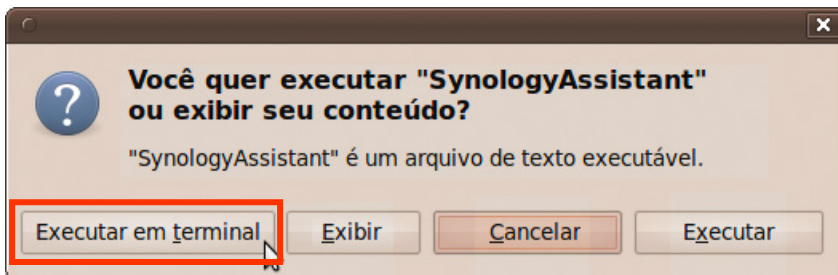 Você quer executar "SynologyAssistant"
ou exibir seu conteúdo?
"SynologyAssistant" é um arquivo de texto executável.
Executar em terminal Exibir Cancelar Executar